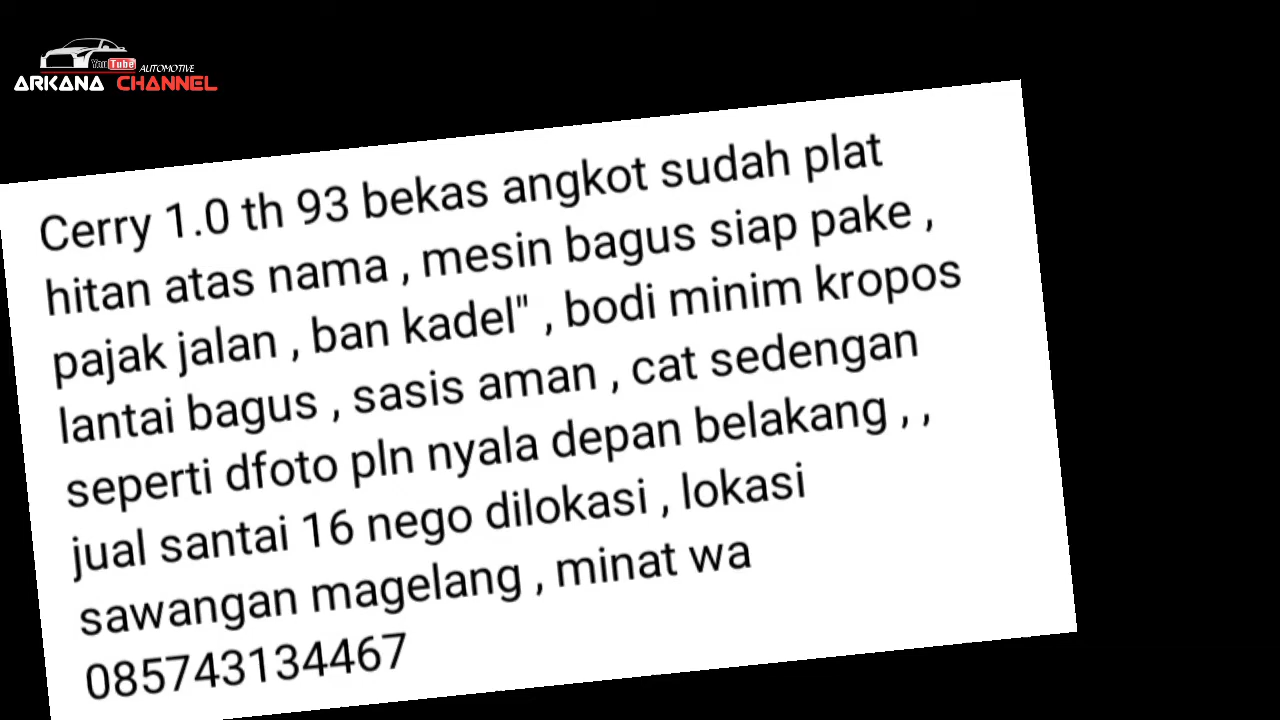 YouTube AUTOMOTIVE
ARKANA CHANNEL
Cerry 1.0 th 93 bekas angkot sudah plat
hitan atas nama , mesin bagus siap pake ,
pajak jalan , ban kadel" , bodi minim kropos
lantai bagus , sasis aman , cat sedengan
seperti dfoto pln nyala depan belakang , ,
jual santai 16 nego dilokasi , lokasi
sawangan magelang , minat wa
085743134467